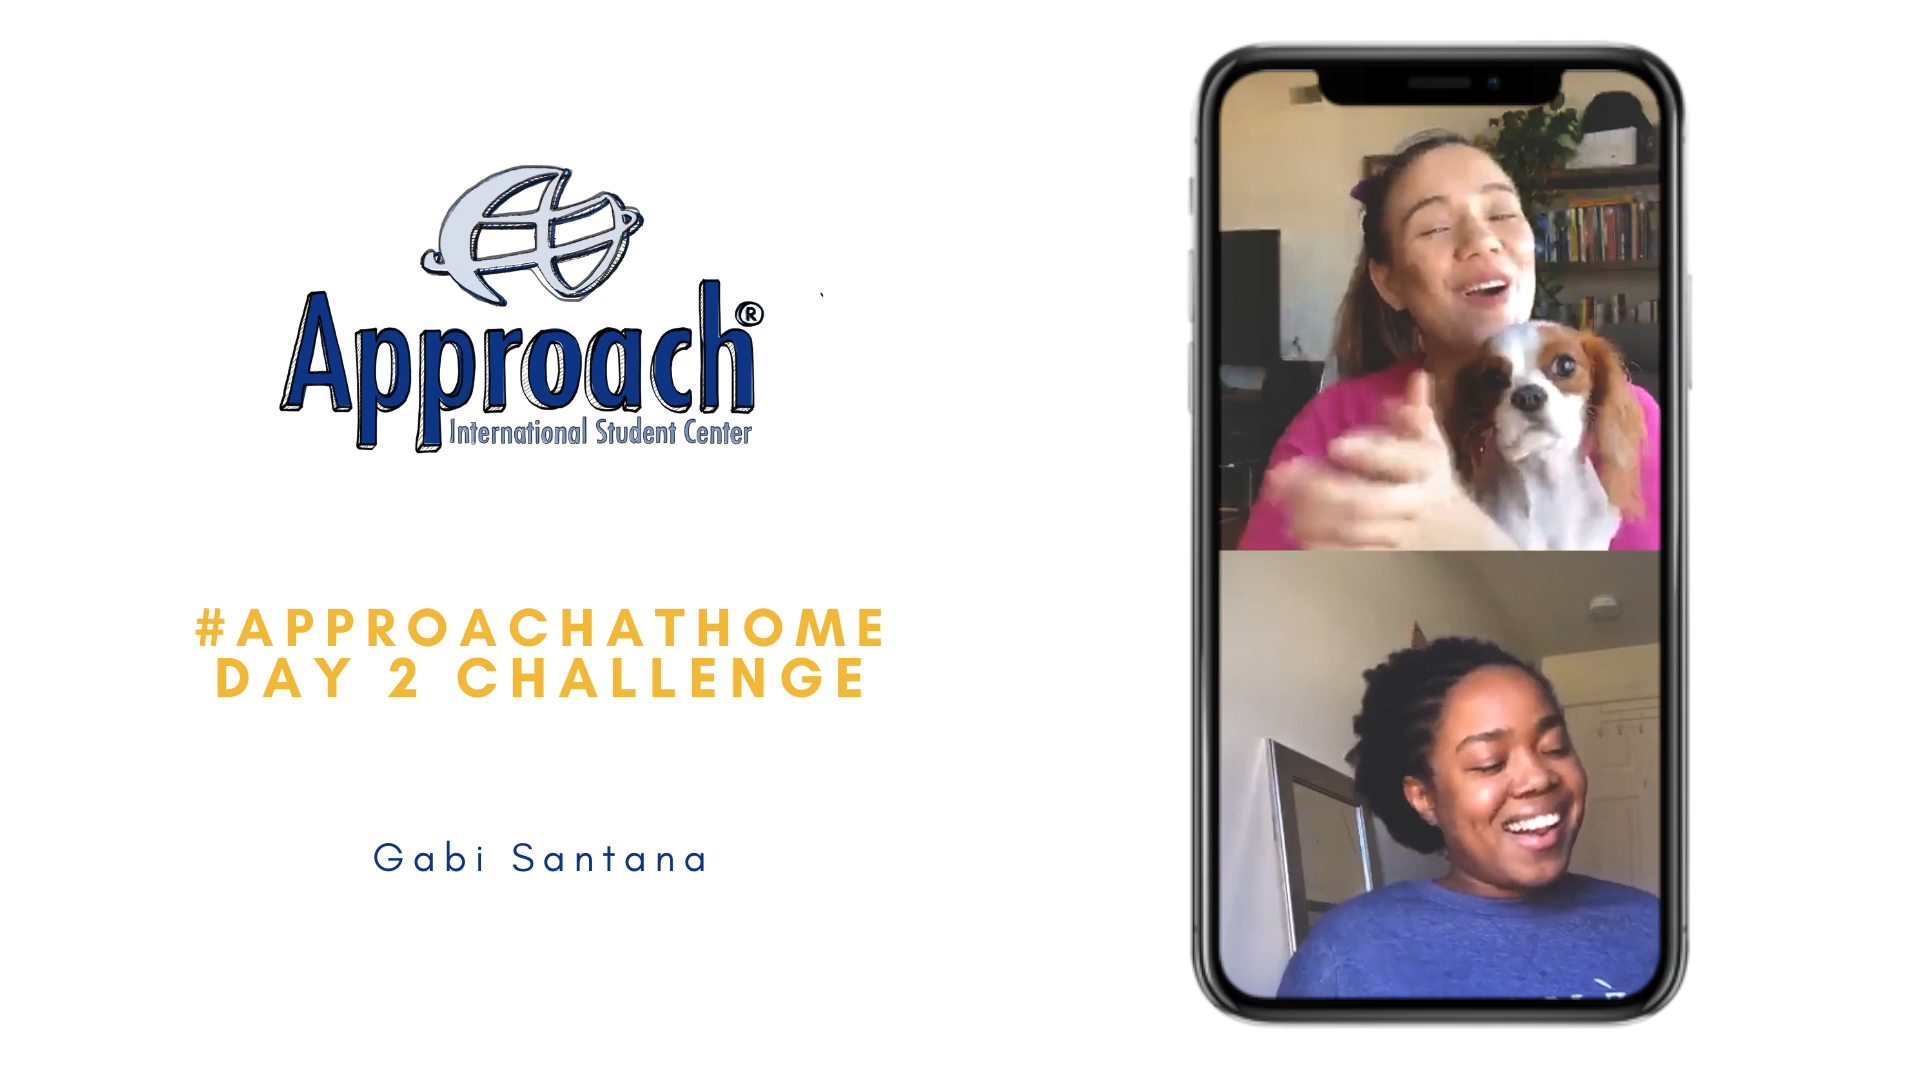 Approach®
International Student Center
#APPROACHATHOME
DAY 2 CHALLENGE
Gabi Santana